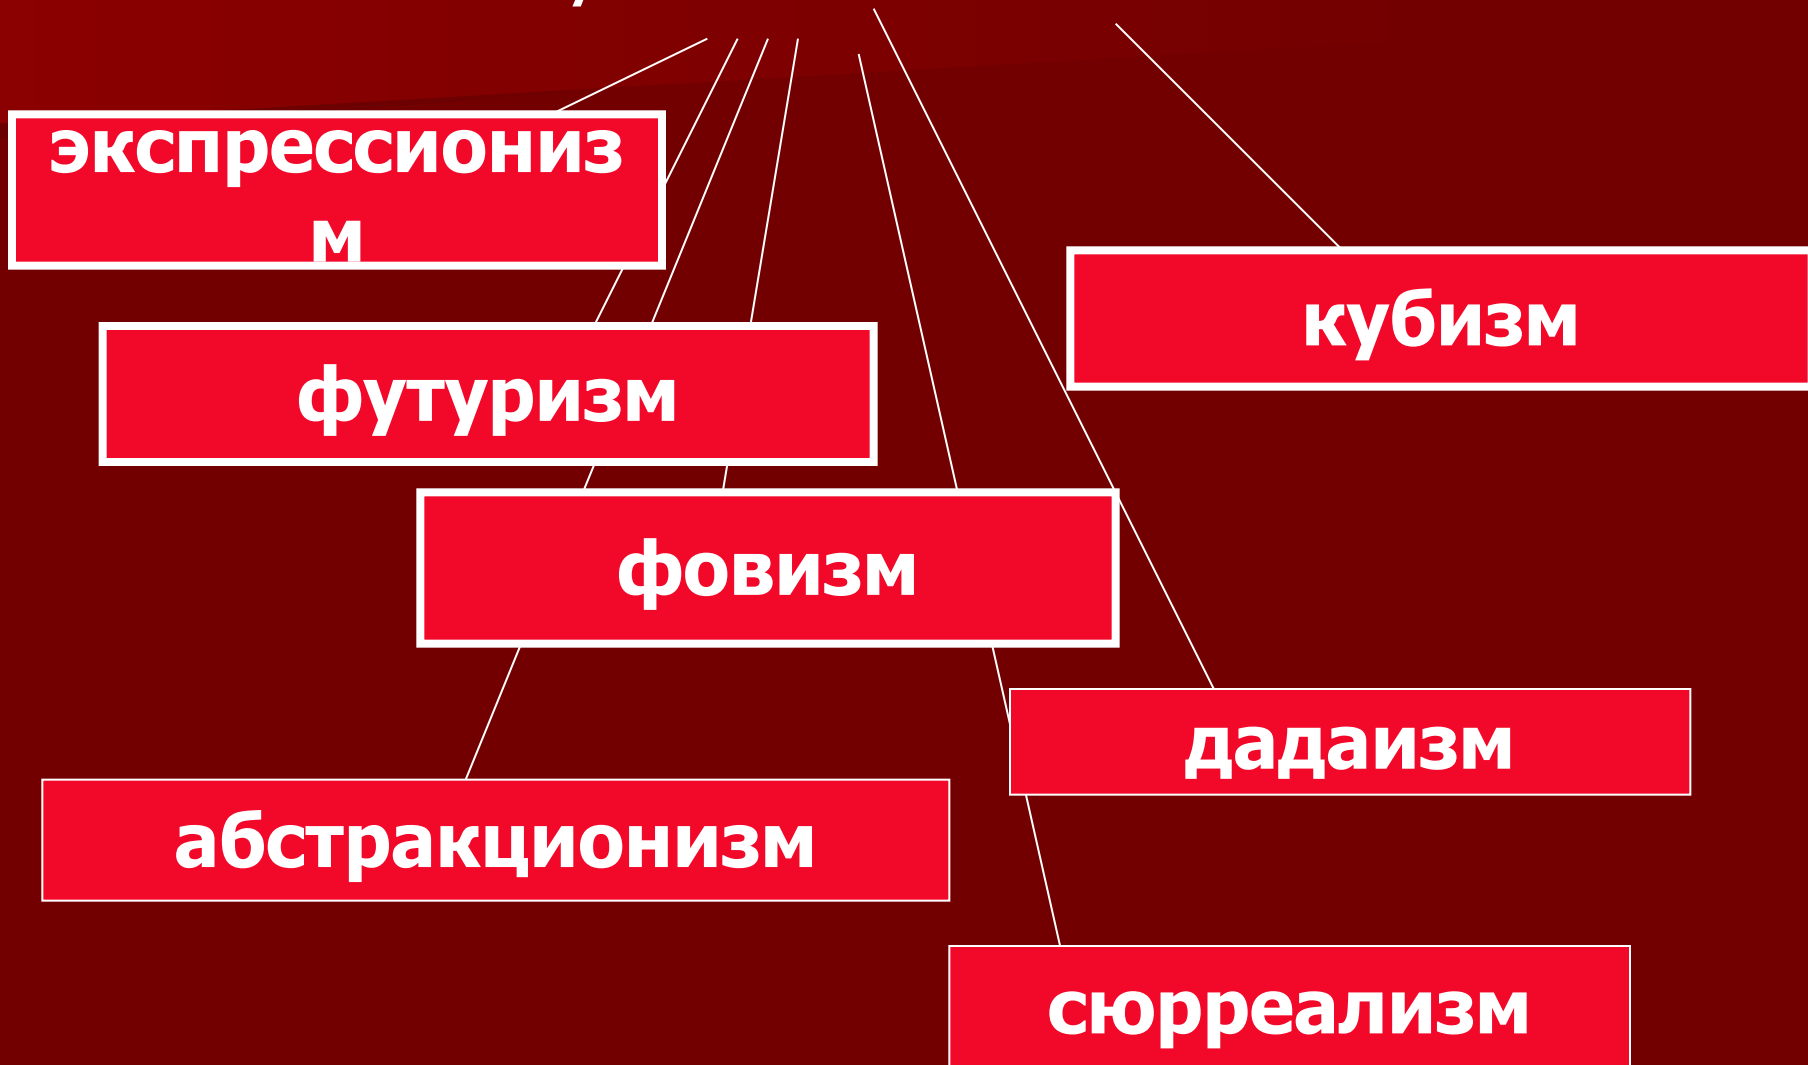 экспрессиониз
м
кубизм
футуризм
фовизм
дадаизм
абстракционизм
сюрреализм